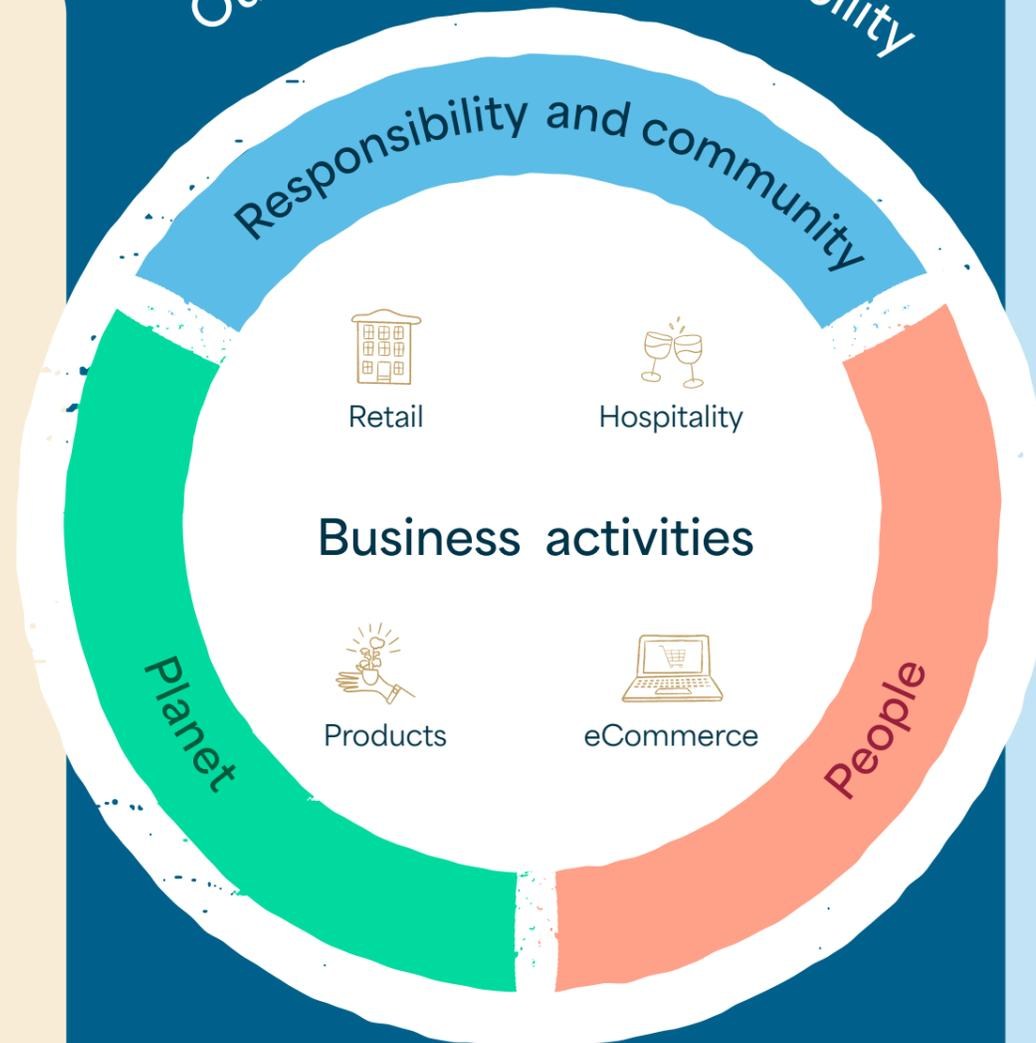 Responsibility and community
Retail
Hospitality
Business activities
Products
eCommerce
Planet
People